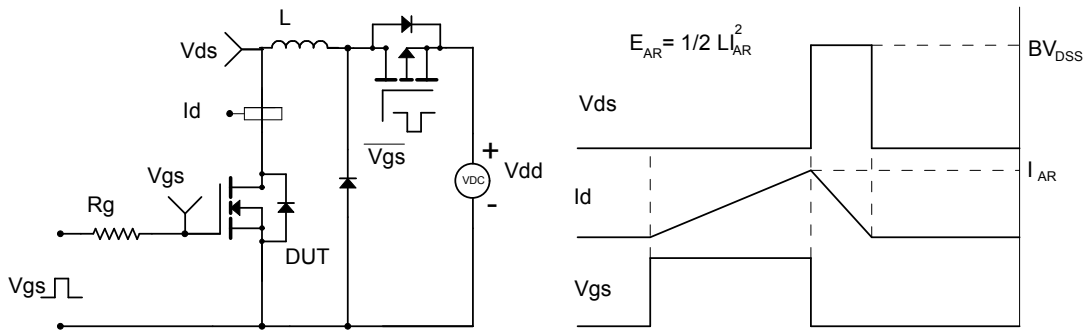 L
Vds
Id
Vgs
Rg
DUT
Vgs
Vgs
+
VDC
Vdd
-
E_AR = 1/2 LI²_AR
BV_DSS
Vds
I_AR
Id
Vgs